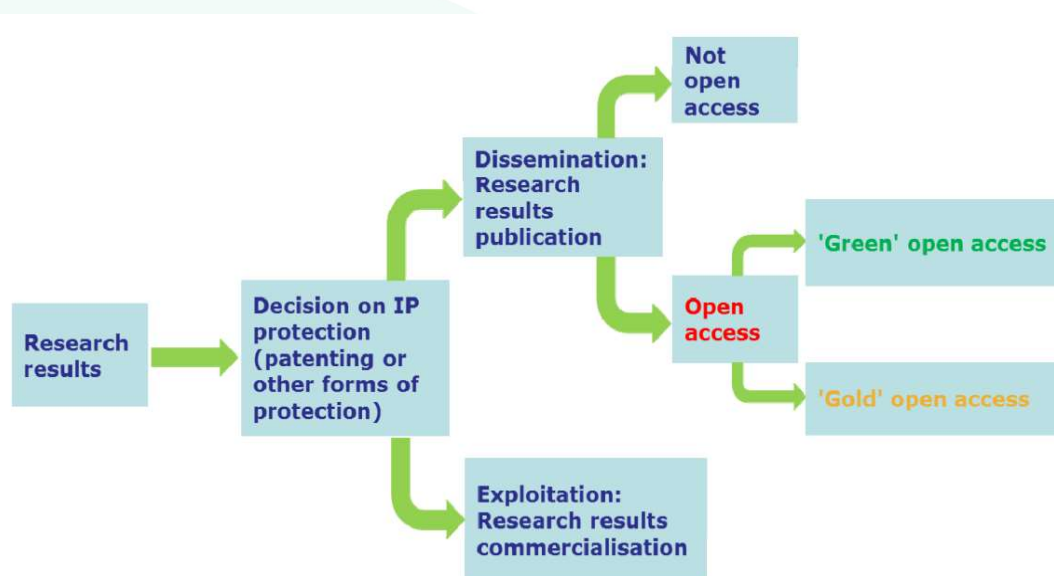 Research
results
Decision on IP
protection
(patenting or
other forms of
protection)
Dissemination:
Research
results
publication
Not
open
access
Open
access
'Green' open access
'Gold' open access
Exploitation:
Research results
commercialisation